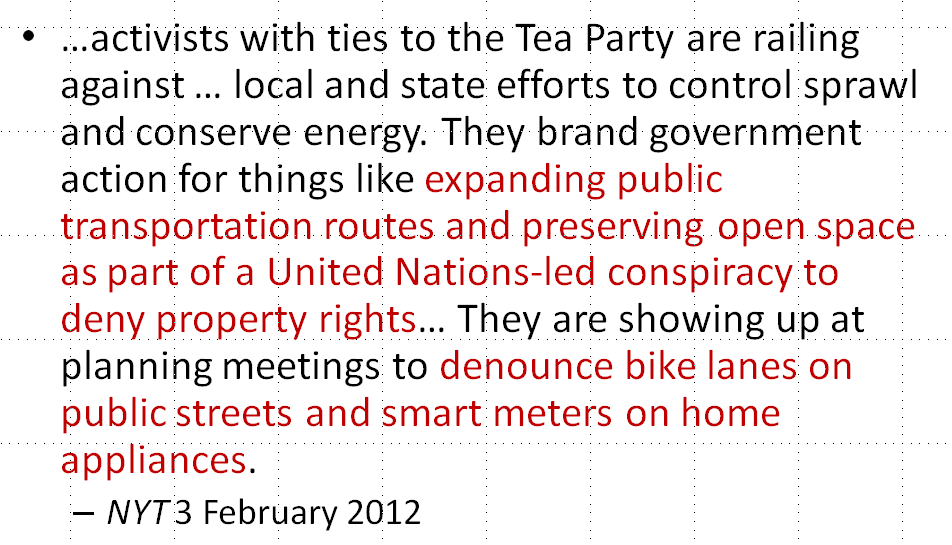 • …activists with ties to the Tea Party are railing
against … local and state efforts to control sprawl
and conserve energy. They brand government
action for things like expanding public
transportation routes and preserving open space
as part of a United Nations-led conspiracy to
deny property rights… They are showing up at
planning meetings to denounce bike lanes on
public streets and smart meters on home
appliances.
– NYT 3 February 2012